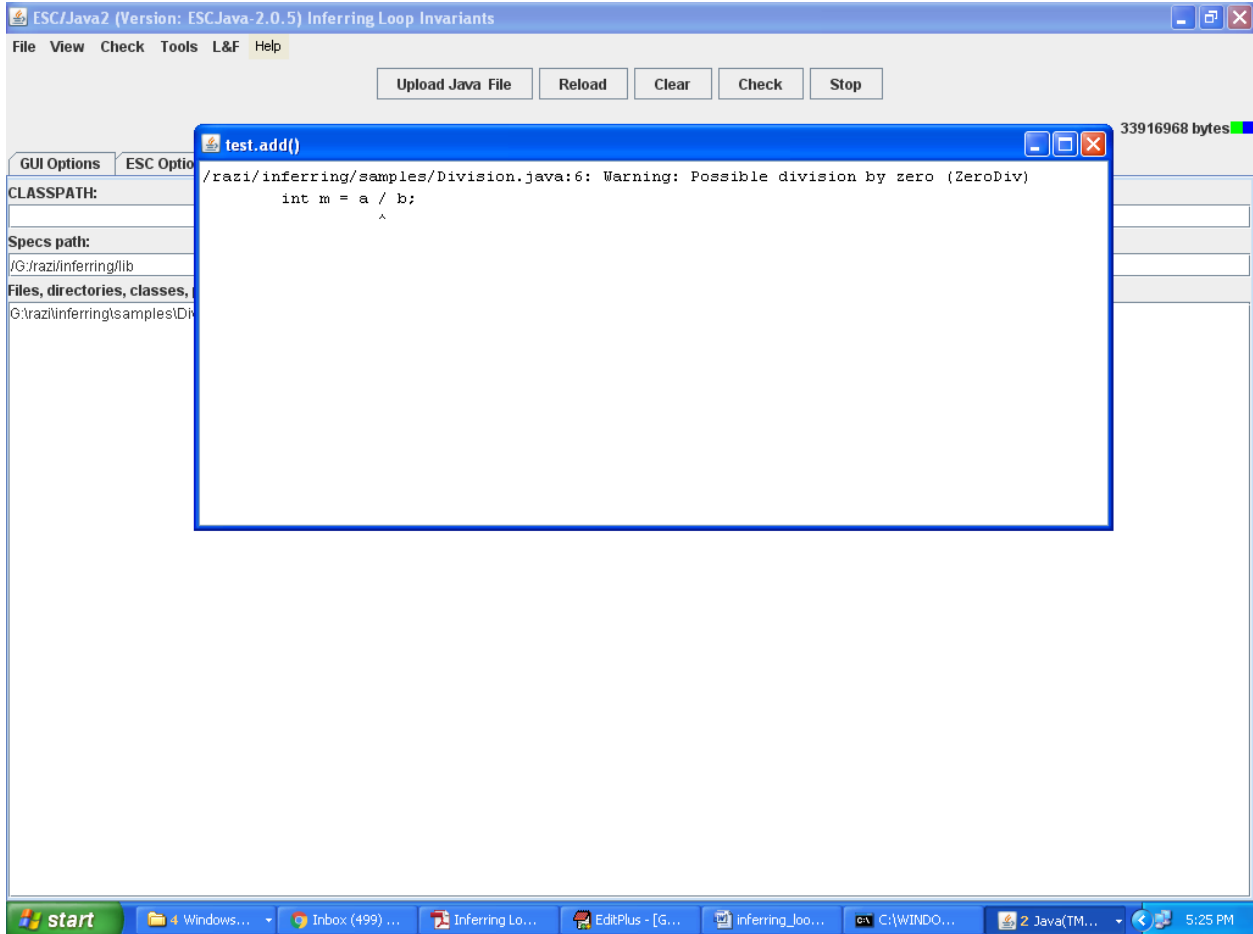 ESC/Java2 (Version: ESCJava-2.0.5) Inferring Loop Invariants
File View Check Tools L&F Help
Upload Java File Reload Clear Check Stop
33916968 bytes
test.add()
GUI Options ESC Optio
/razi/inferring/samples/Division.java:6: Warning: Possible division by zero (ZeroDiv)
int m = a / b;
^
CLASSPATH:
Specs path:
/G:/razi/inferring/lib
Files, directories, classes,
G:\razi\inferring\samples\Div
start 4 Windows... Inbox (499) ... Inferring Lo... EditPlus - [G... inferring_loo... C:\WINDO... 2 Java(TM... 5:25 PM